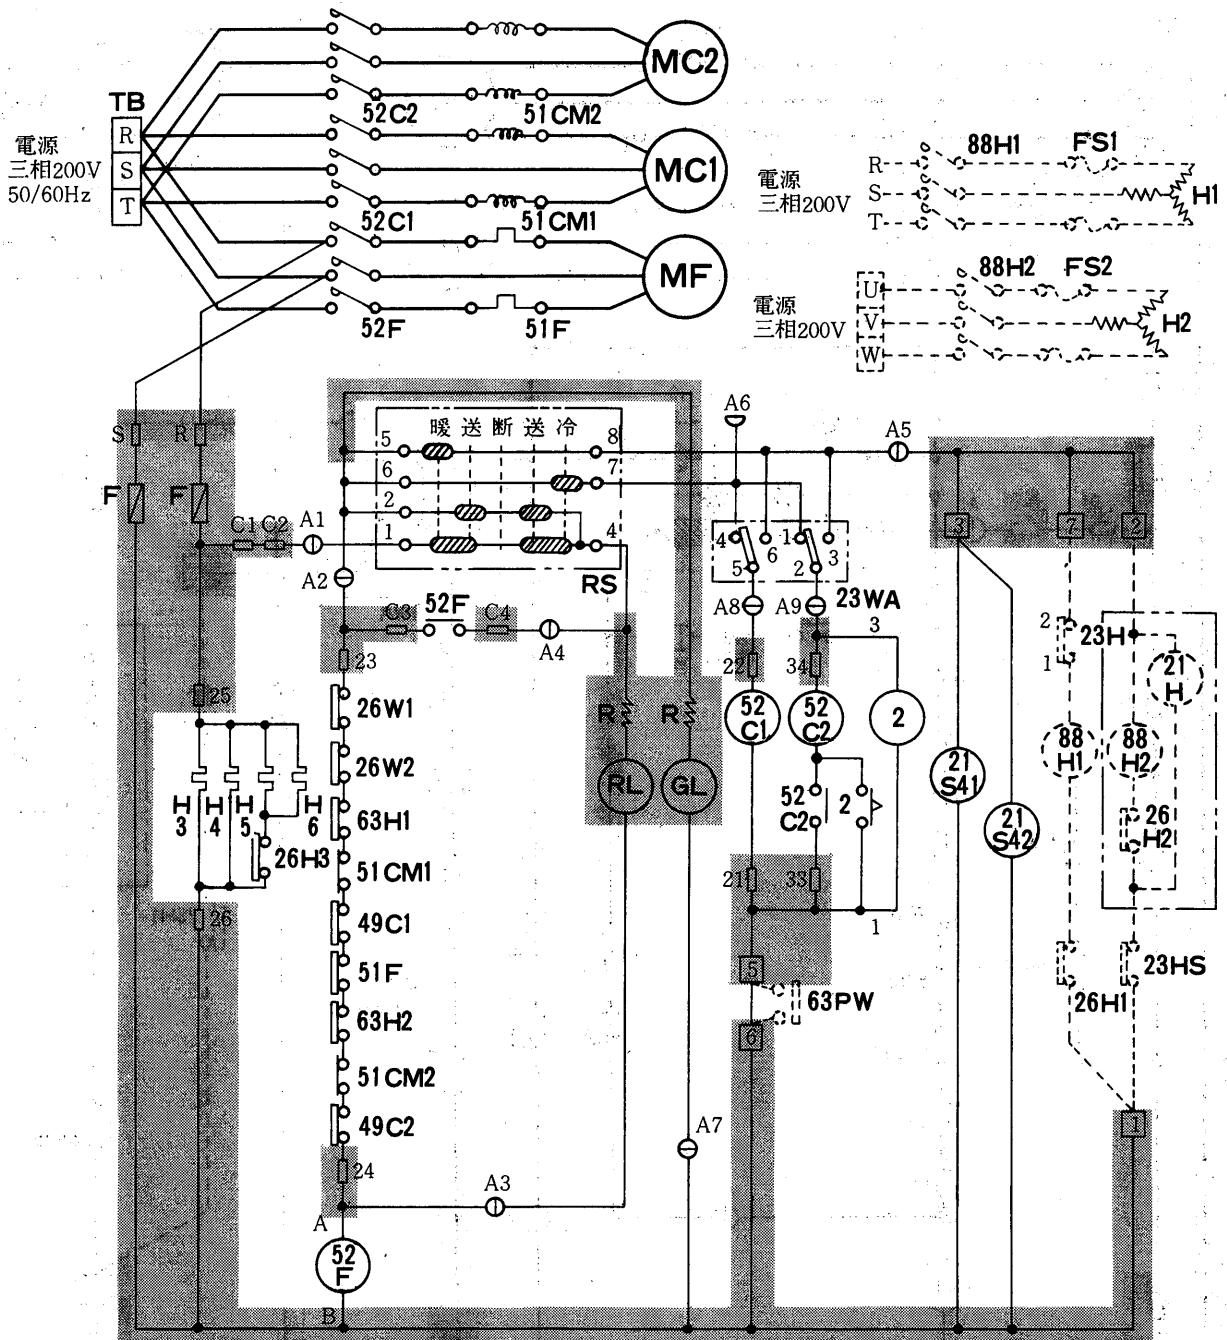 MC2
TB
52C2
51CM2
電源
三相200V
50/60Hz
R
S
T
MC1
52C1
51CM1
MF
52F
51F
電源
三相200V
R
S
T
88H1
FS1
H1
電源
三相200V
U
V
W
88H2
FS2
H2
S
R
F
F
C1
C2
A1
A2
暖 送 断 送 冷
5
8
6
7
2
1
4
RS
A6
A5
4
6
1
3
5
2
A8
A9
23WA
3
3
7
2
C3
52F
C4
A4
23
22
34
2
23H
1
21
H
25
26W1
R
R
52
C1
52
C2
2
88
H1
88
H2
26W2
RL
GL
21
S41
H
3
H
4
H
5
H
6
63H1
52
C2
2
21
S42
26
H2
26H3
51CM1
21
33
26
49C1
1
51F
5
63PW
26H1
23HS
63H2
6
51CM2
49C2
A7
1
24
A3
A
52
F
B